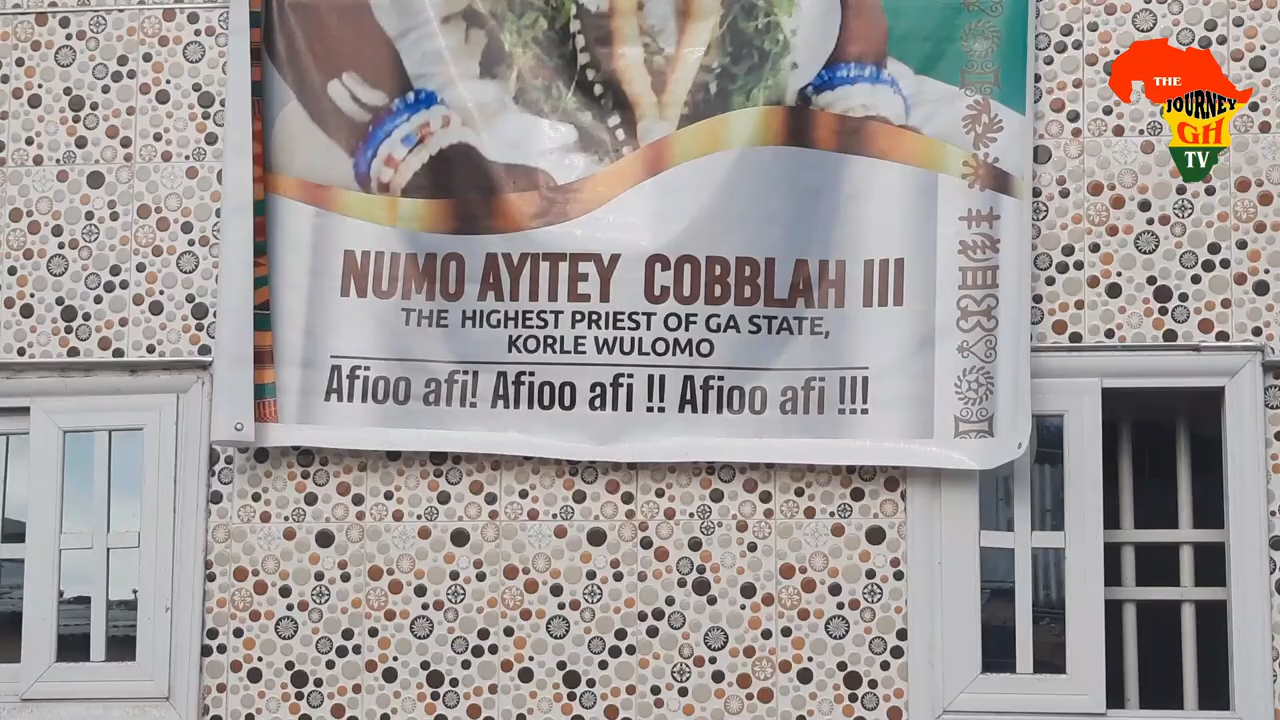 NUMO AYITEY COBBLAH III
THE HIGHEST PRIEST OF GA STATE,
KORLE WULOMO
Afioo afi! Afioo afi !! Afioo afi !!!
THE
JOURNEY
GH
TV